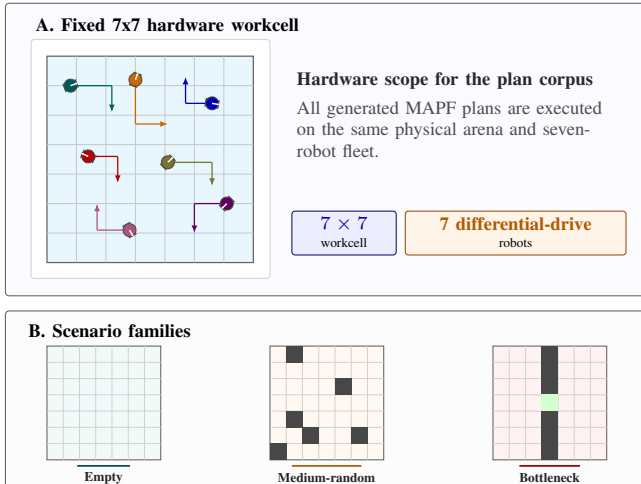 A. Fixed 7x7 hardware workcell
Hardware scope for the plan corpus
All generated MAPF plans are executed
on the same physical arena and seven-
robot fleet.
7 × 7
workcell
7 differential-drive
robots
B. Scenario families
Empty
Medium-random
Bottleneck